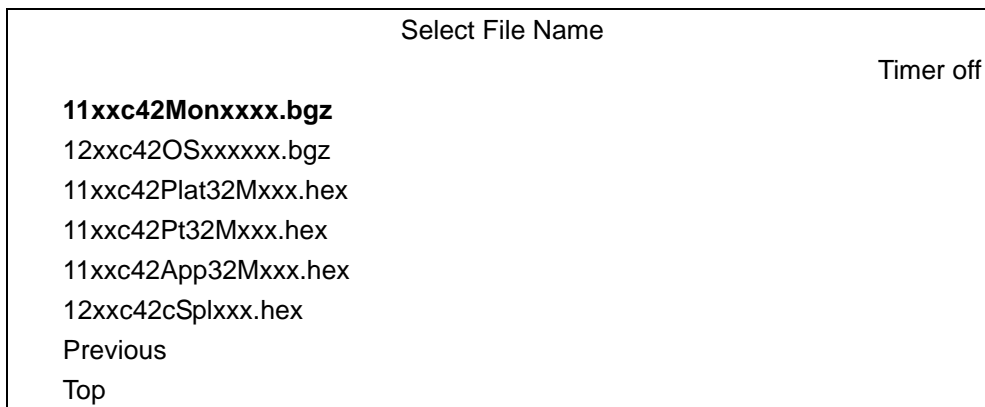 Select File Name
Timer off
11xxc42Monxxxx.bgz
12xxc42OSxxxxxx.bgz
11xxc42Plat32Mxxx.hex
11xxc42Pt32Mxxx.hex
11xxc42App32Mxxx.hex
12xxc42cSplxxx.hex
Previous
Top